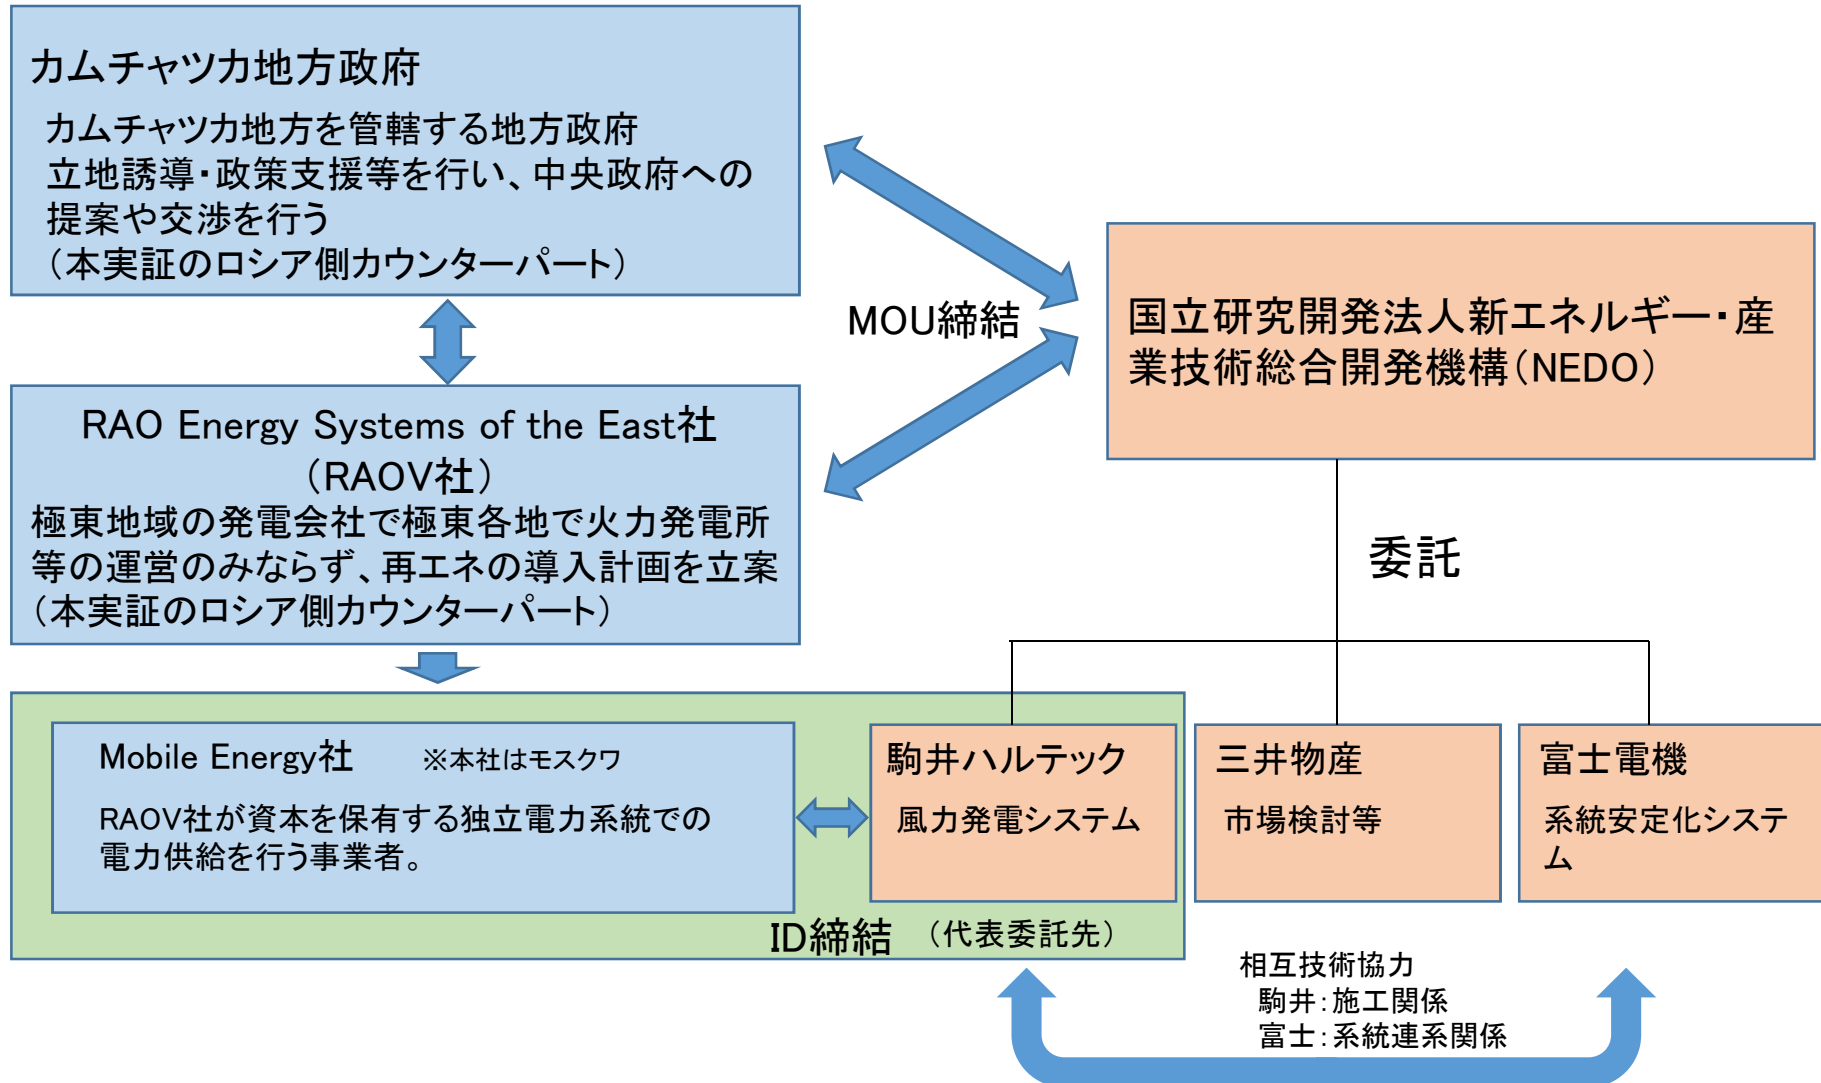 カムチャツカ地方政府
カムチャツカ地方を管轄する地方政府
立地誘導・政策支援等を行い、中央政府への
提案や交渉を行う
（本実証のロシア側カウンターパート）
MOU締結
国立研究開発法人新エネルギー・産
業技術総合開発機構（NEDO）
RAO Energy Systems of the East社
（RAOV社）
極東地域の発電会社で極東各地で火力発電所
等の運営のみならず、再エネの導入計画を立案
（本実証のロシア側カウンターパート）
委託
Mobile Energy社　※本社はモスクワ
RAOV社が資本を保有する独立電力系統での
電力供給を行う事業者。
駒井ハルテック
風力発電システム
三井物産
市場検討等
富士電機
系統安定化システ
ム
ID締結　（代表委託先）
相互技術協力
駒井：施工関係
富士：系統連系関係